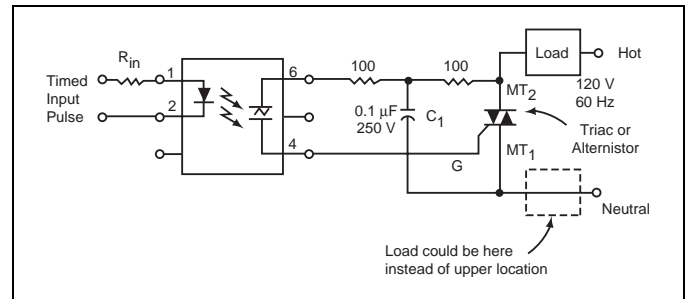 Timed
Input
Pulse
Rin
1
2
6
4
100
100
0.1 µF
250 V
C1
G
MT2
MT1
Load
Hot
120 V
60 Hz
Triac or
Alternistor
Neutral
Load could be here
instead of upper location